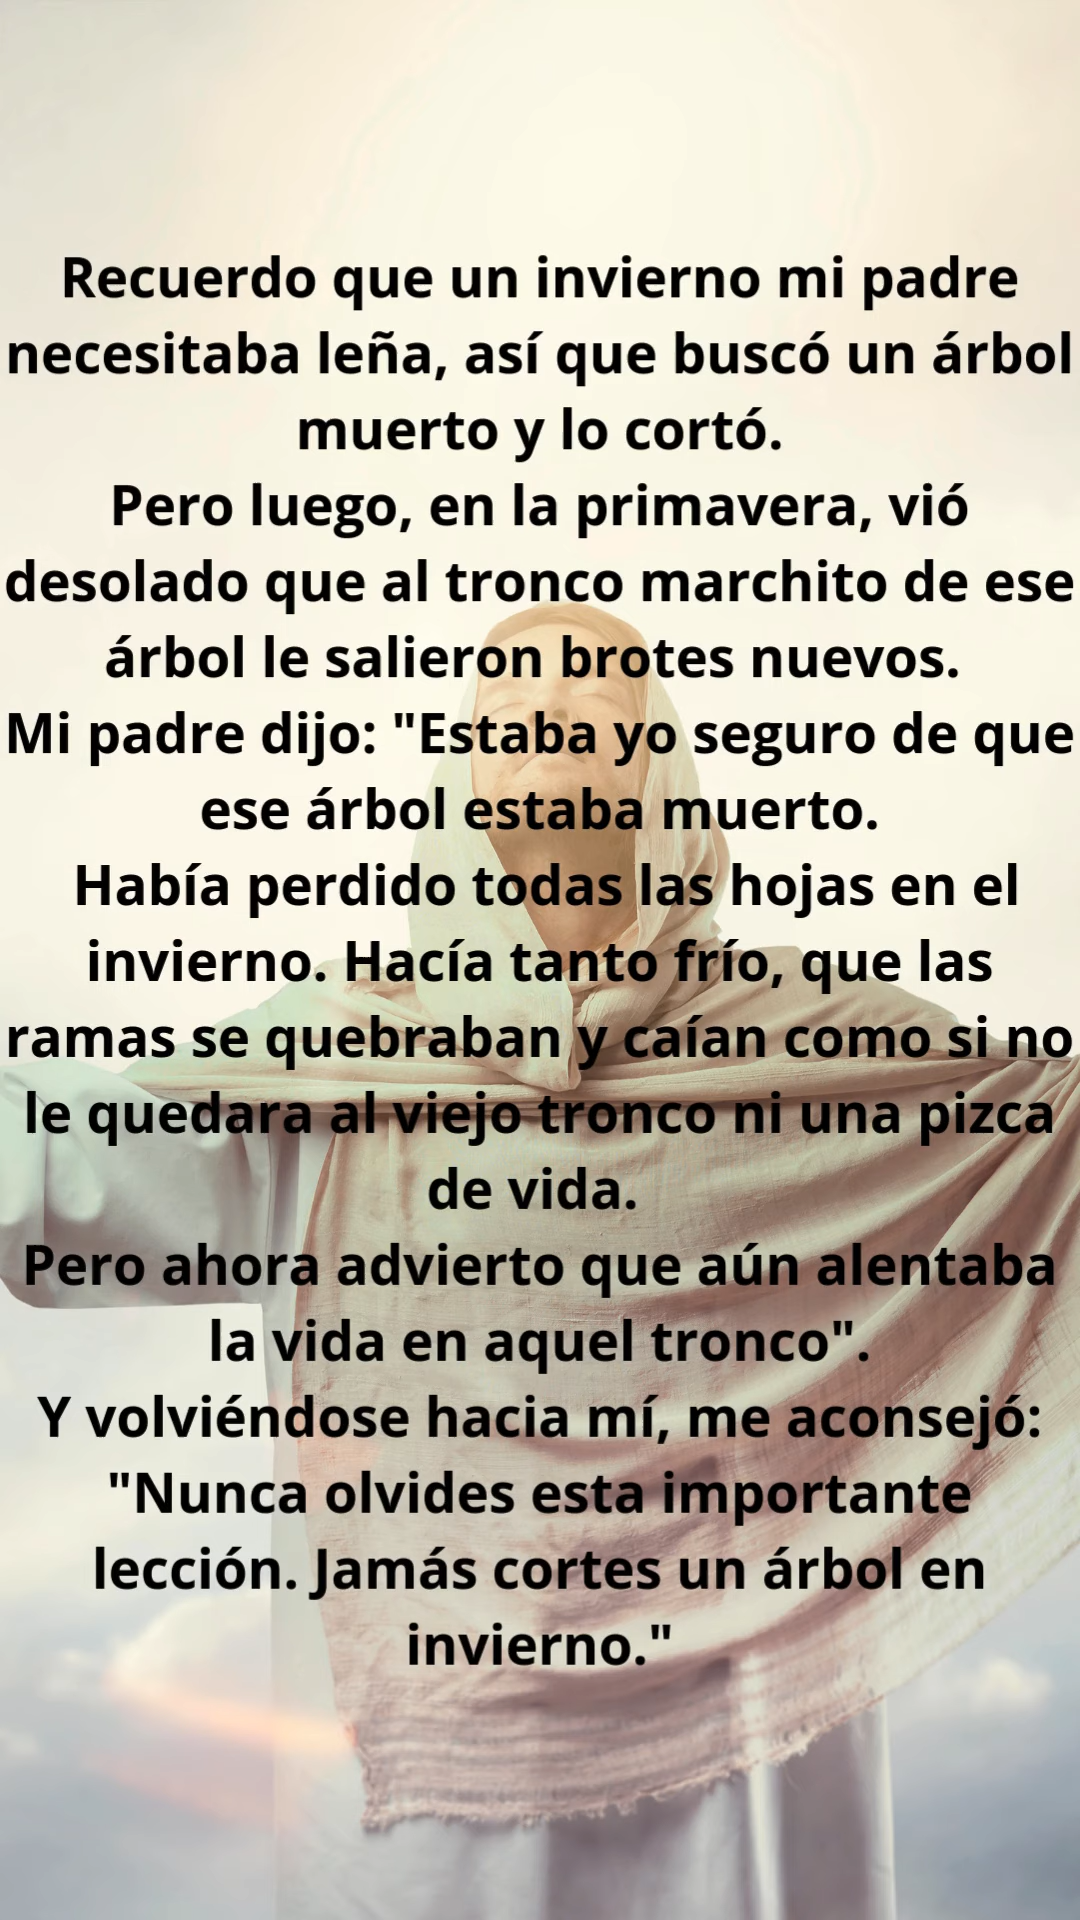 Recuerdo que un invierno mi padre
necesitaba leña, así que buscó un árbol
muerto y lo cortó.
Pero luego, en la primavera, vió
desolado que al tronco marchito de ese
árbol le salieron brotes nuevos.
Mi padre dijo: "Estaba yo seguro de que
ese árbol estaba muerto.
Había perdido todas las hojas en el
invierno. Hacía tanto frío, que las
ramas se quebraban y caían como si no
le quedara al viejo tronco ni una pizca
de vida.
Pero ahora advierto que aún alentaba
la vida en aquel tronco".
Y volviéndose hacia mí, me aconsejó:
"Nunca olvides esta importante
lección. Jamás cortes un árbol en
invierno."